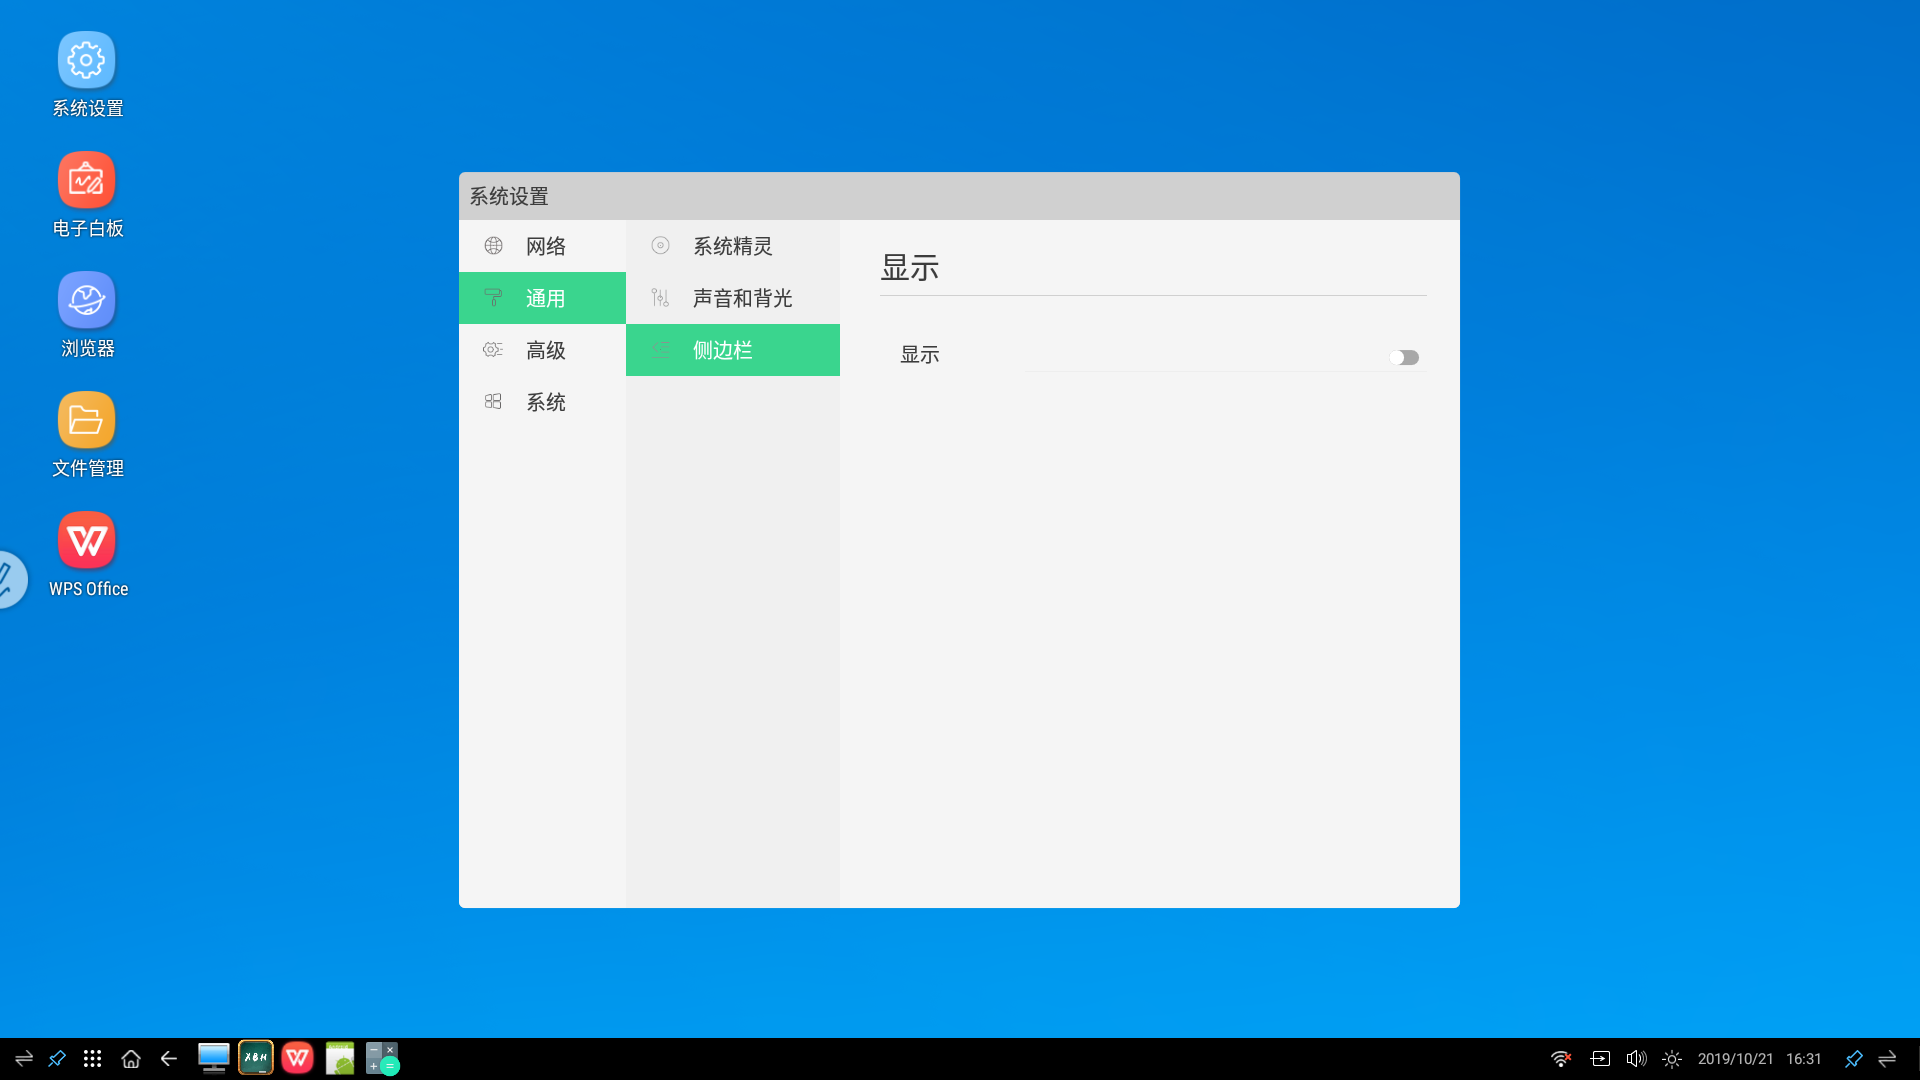 系统设置
电子白板
浏览器
文件管理
WPS Office
系统设置
网络
通用
高级
系统
系统精灵
声音和背光
侧边栏
显示
显示
XBH
2019/10/21 16:31